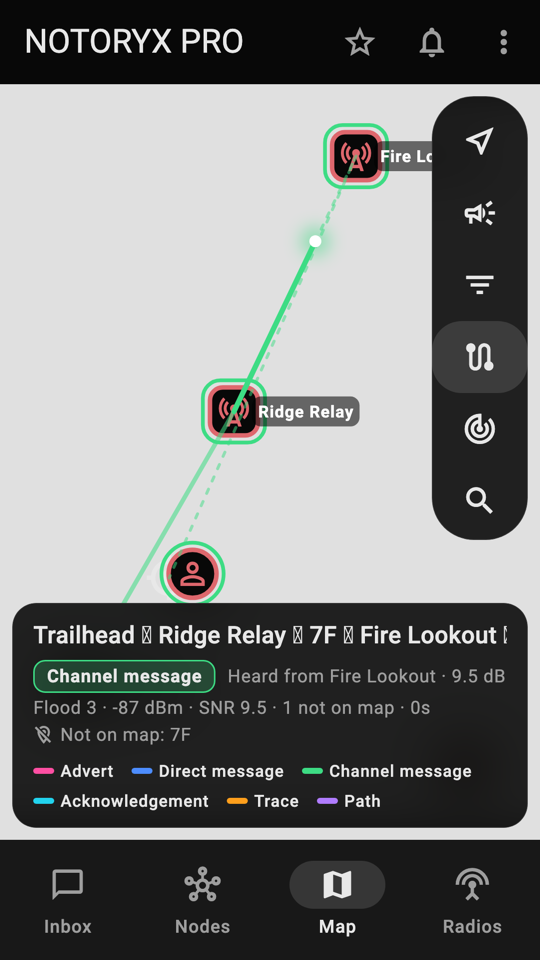 NOTORYX PRO
Fire Lo
Ridge Relay
Trailhead ▯ Ridge Relay ▯ 7F ▯ Fire Lookout ▯
Channel message Heard from Fire Lookout · 9.5 dB
Flood 3 · -87 dBm · SNR 9.5 · 1 not on map · 0s
Not on map: 7F
Advert Direct message Channel message
Acknowledgement Trace Path
Inbox Nodes Map Radios